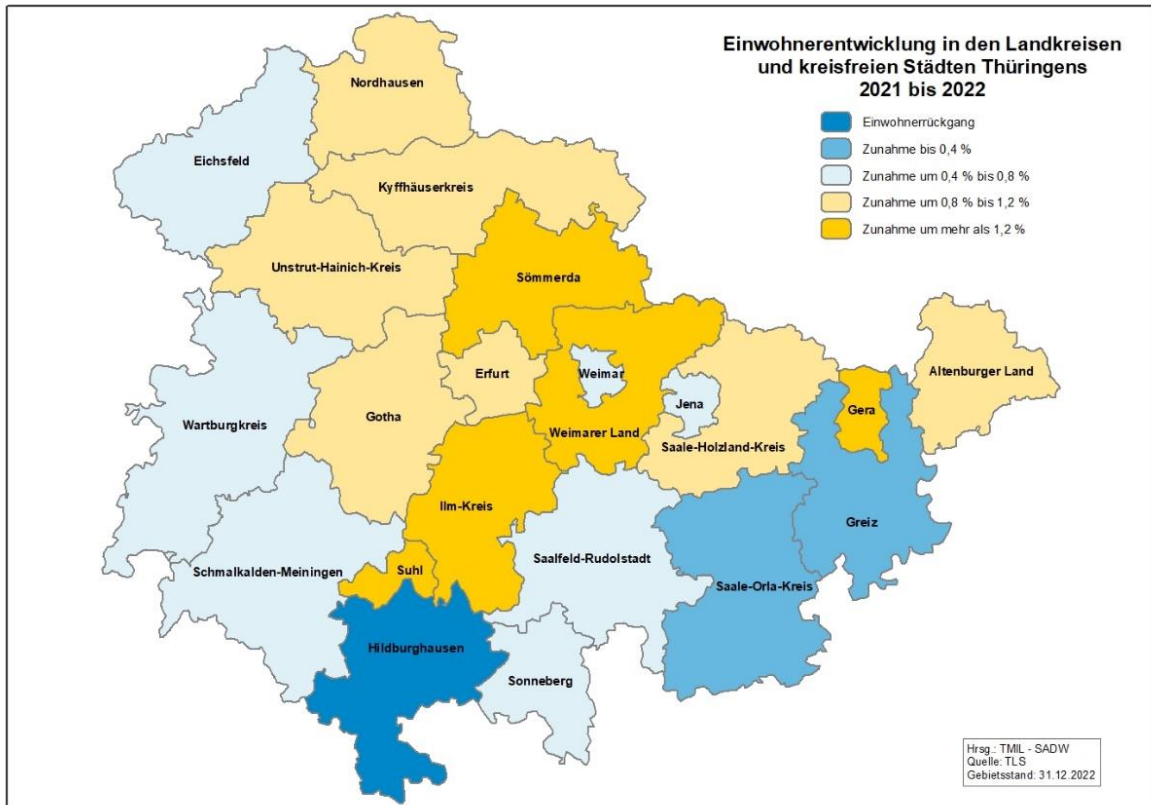 Einwohnerentwicklung in den Landkreisen
und kreisfreien Städten Thüringens
2021 bis 2022
Einwohnerrückgang
Zunahme bis 0,4 %
Zunahme um 0,4 % bis 0,8 %
Zunahme um 0,8 % bis 1,2 %
Zunahme um mehr als 1,2 %
Nordhausen
Eichsfeld
Kyffhäuserkreis
Unstrut-Hainich-Kreis
Sömmerda
Erfurt
Weimar
Altenburger Land
Jena
Gera
Gotha
Wartburgkreis
Weimarer Land
Saale-Holzland-Kreis
Ilm-Kreis
Greiz
Saalfeld-Rudolstadt
Suhl
Schmalkalden-Meiningen
Saale-Orla-Kreis
Hildburghausen
Sonneberg
Hrsg.: TMIL - SADW
Quelle: TLS
Gebietsstand: 31.12.2022